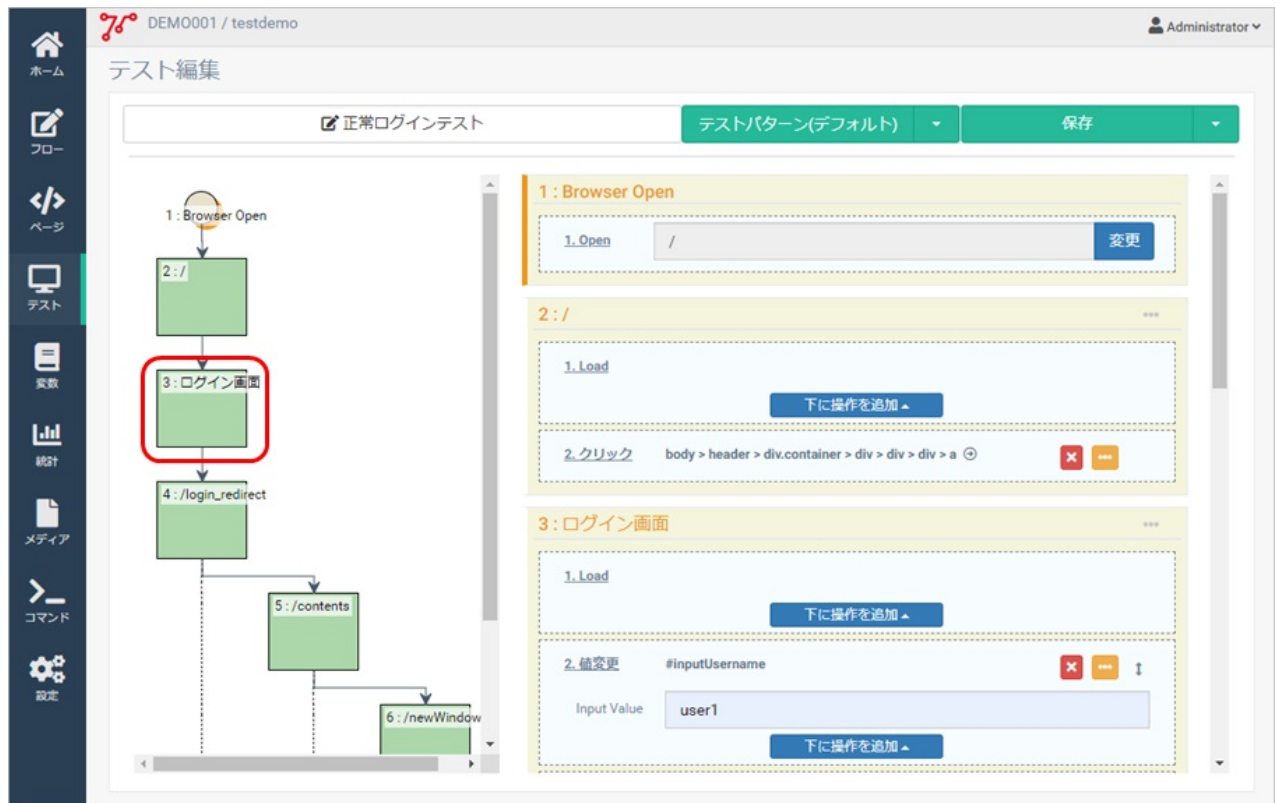 DEMO001 / testdemo
Administrator
ホーム
フロー
ページ
テスト
変数
統計
メディア
コマンド
設定
テスト編集
正常ログインテスト
テストパターン(デフォルト)
保存
1 : Browser Open
2 : /
3 : ログイン画面
4 : /login_redirect
5 : /contents
6 : /newWindow
1 : Browser Open
1. Open
/
変更
2 : /
1. Load
下に操作を追加
2. クリック
body > header > div.container > div > div > div > a
3 : ログイン画面
1. Load
下に操作を追加
2. 値変更
#inputUsername
Input Value
user1
下に操作を追加